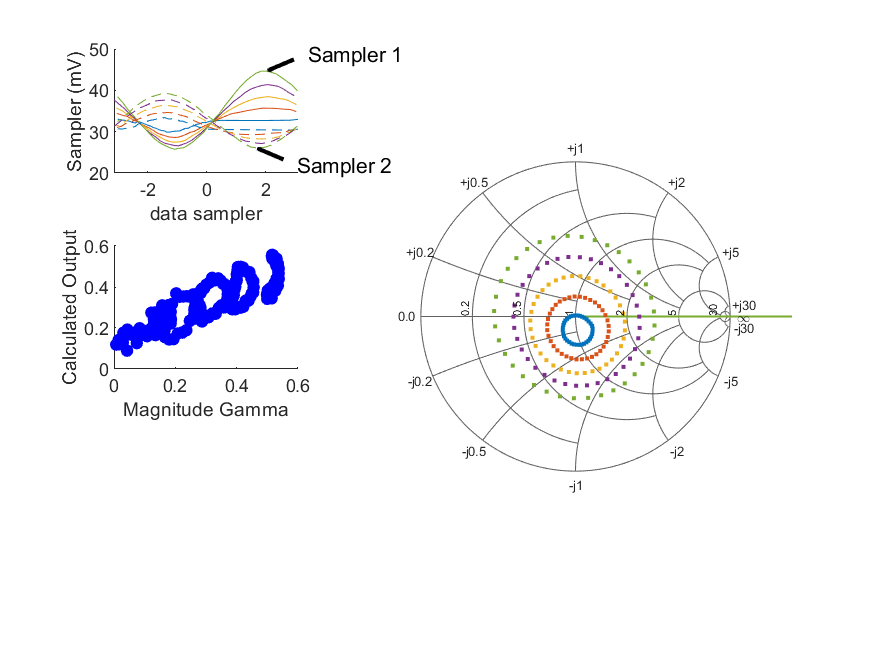 50
40
30
20
Sampler (mV)
-2
0
2
data sampler
Sampler 1
Sampler 2
0.6
0.4
0.2
0
Calculated Output
0
0.2
0.4
0.6
Magnitude Gamma
+j1
+j0.5
+j2
+j0.2
+j5
0.0
0.2
0.5
1
2
5
30
+j30
-j30
-j0.2
-j5
-j0.5
-j2
-j1